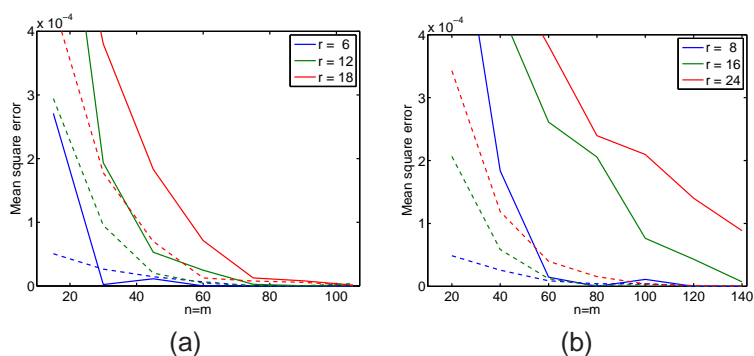 x 10⁻⁴
4
3
2
1
0
20
40
60
80
100
n=m
Mean square error
r = 6
r = 12
r = 18
(a)
x 10⁻⁴
4
3
2
1
0
20
40
60
80
100
120
140
n=m
Mean square error
r = 8
r = 16
r = 24
(b)